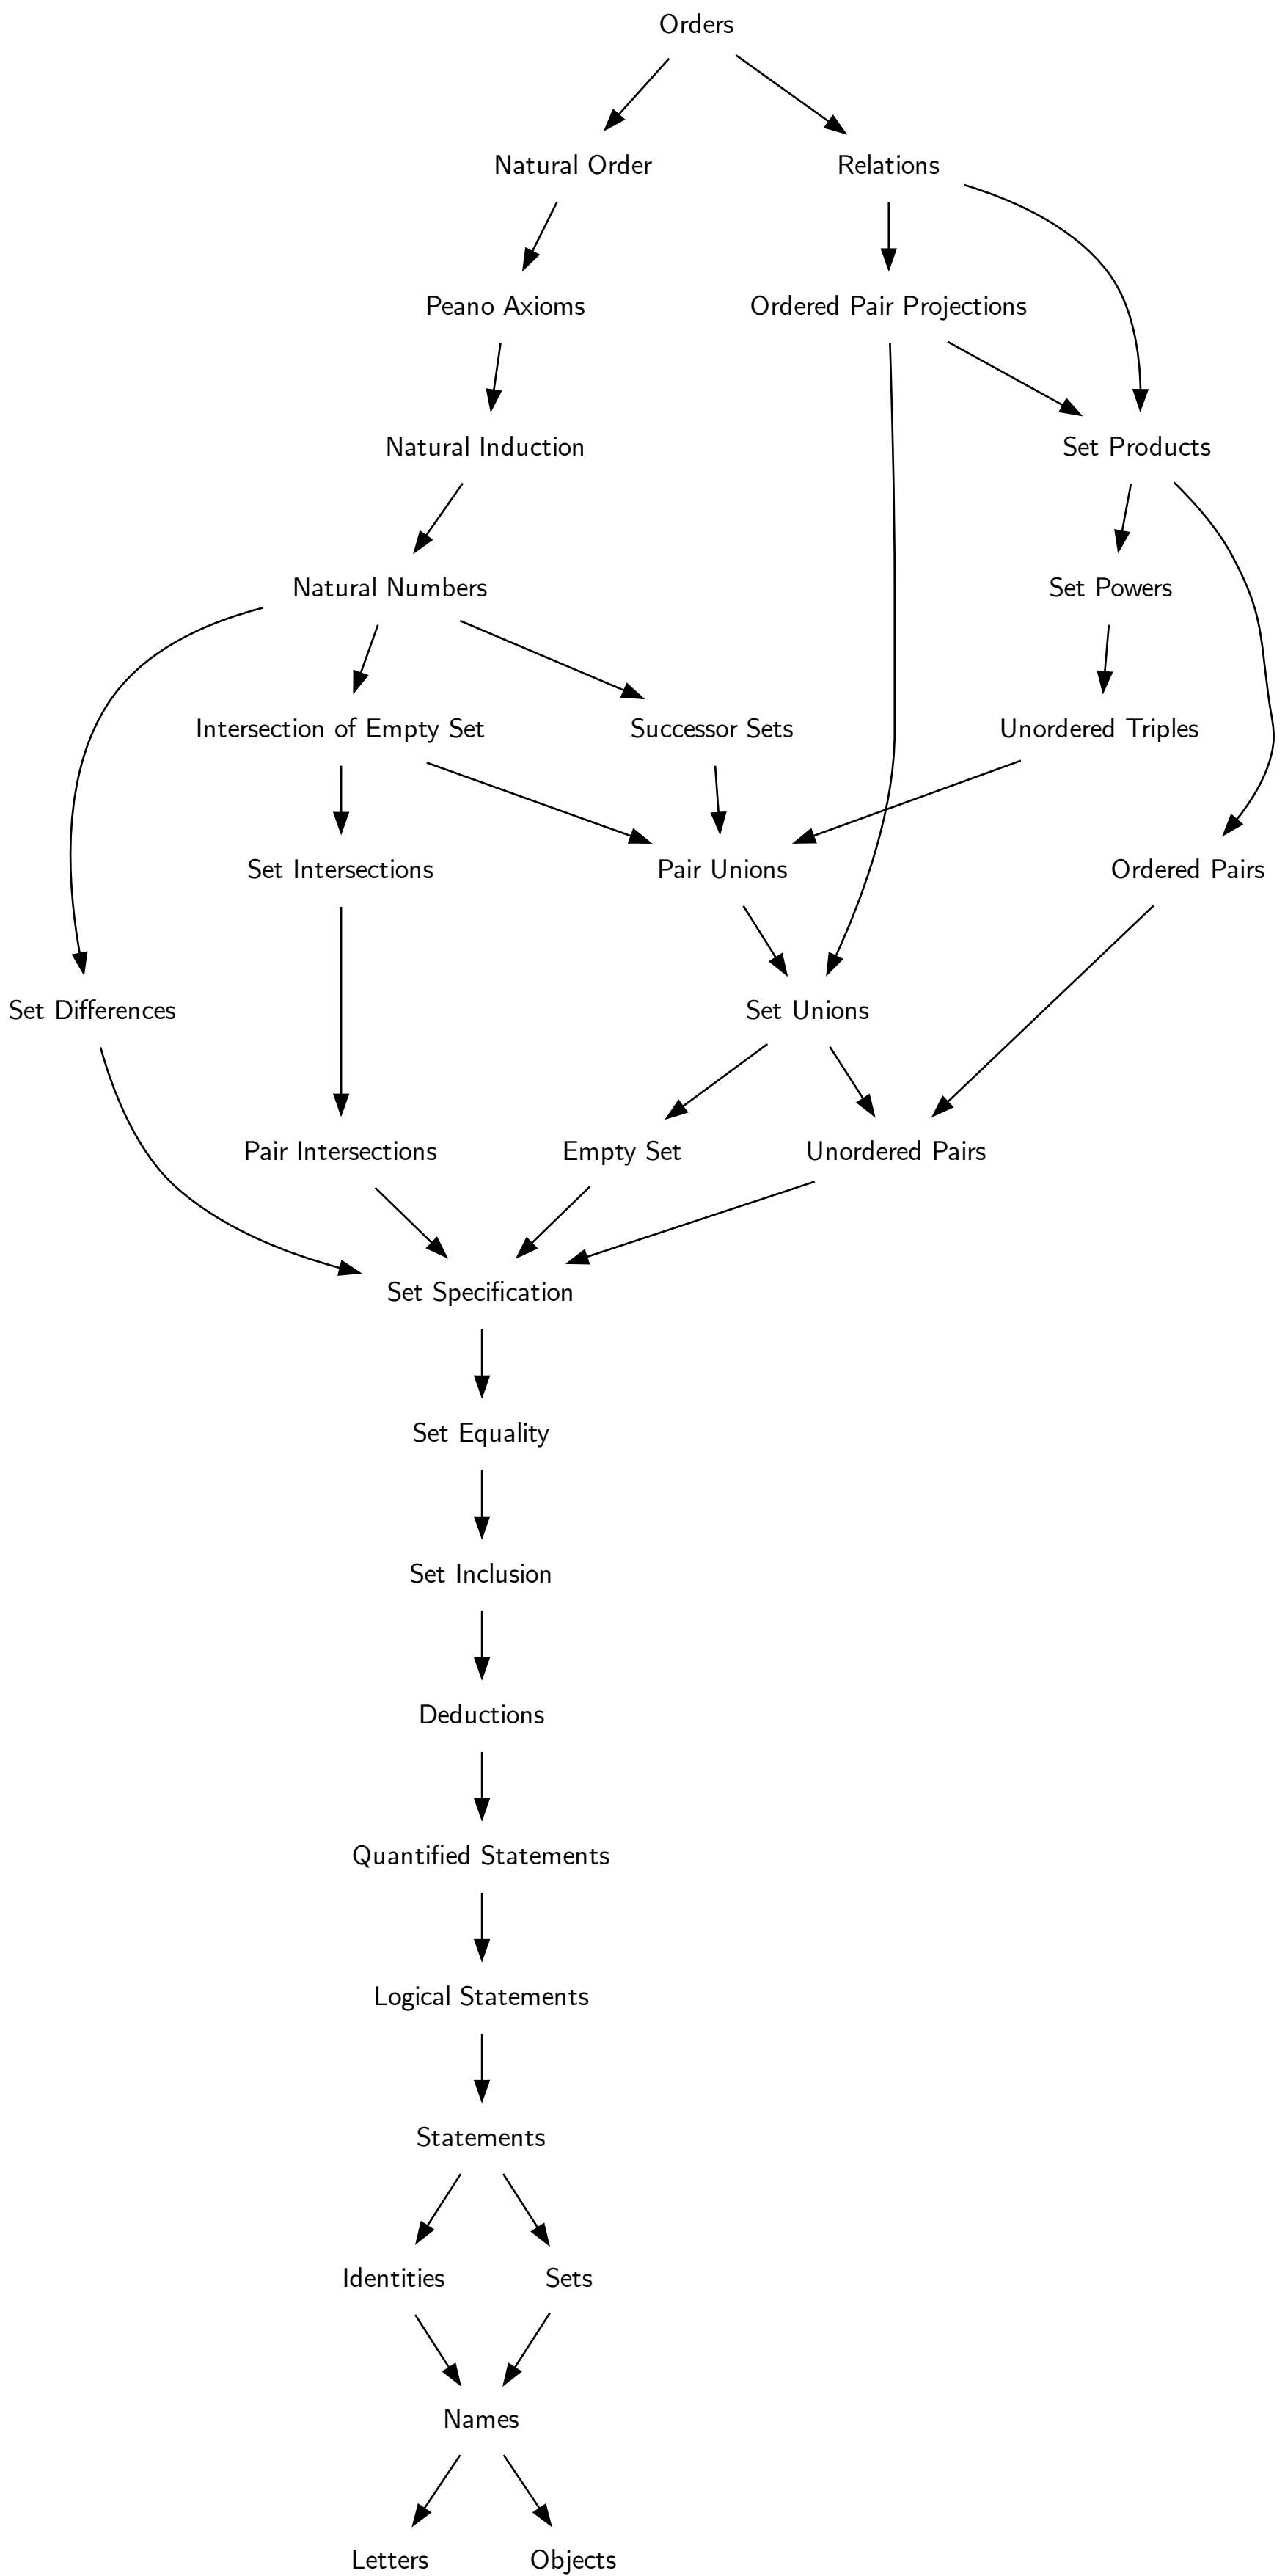 Orders
Natural Order
Relations
Peano Axioms
Ordered Pair Projections
Natural Induction
Set Products
Natural Numbers
Set Powers
Intersection of Empty Set
Successor Sets
Unordered Triples
Set Intersections
Pair Unions
Ordered Pairs
Set Differences
Set Unions
Pair Intersections
Empty Set
Unordered Pairs
Set Specification
Set Equality
Set Inclusion
Deductions
Quantified Statements
Logical Statements
Statements
Identities
Sets
Names
Letters
Objects